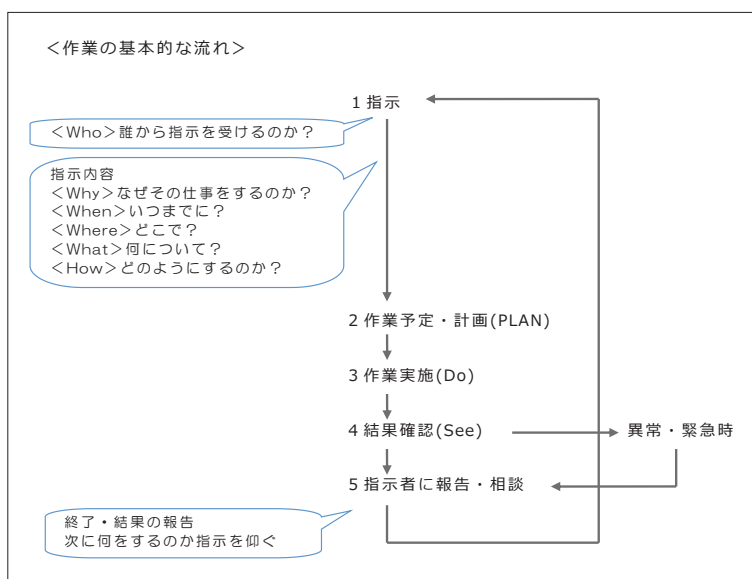 ＜作業の基本的な流れ＞
1 指示
＜Who＞誰から指示を受けるのか？
指示内容
＜Why＞なぜその仕事をするのか？
＜When＞いつまでに？
＜Where＞どこで？
＜What＞何について？
＜How＞どのようにするのか？
2 作業予定・計画(PLAN)
3 作業実施(Do)
4 結果確認(See)
異常・緊急時
5 指示者に報告・相談
終了・結果の報告
次に何をするのか指示を仰ぐ